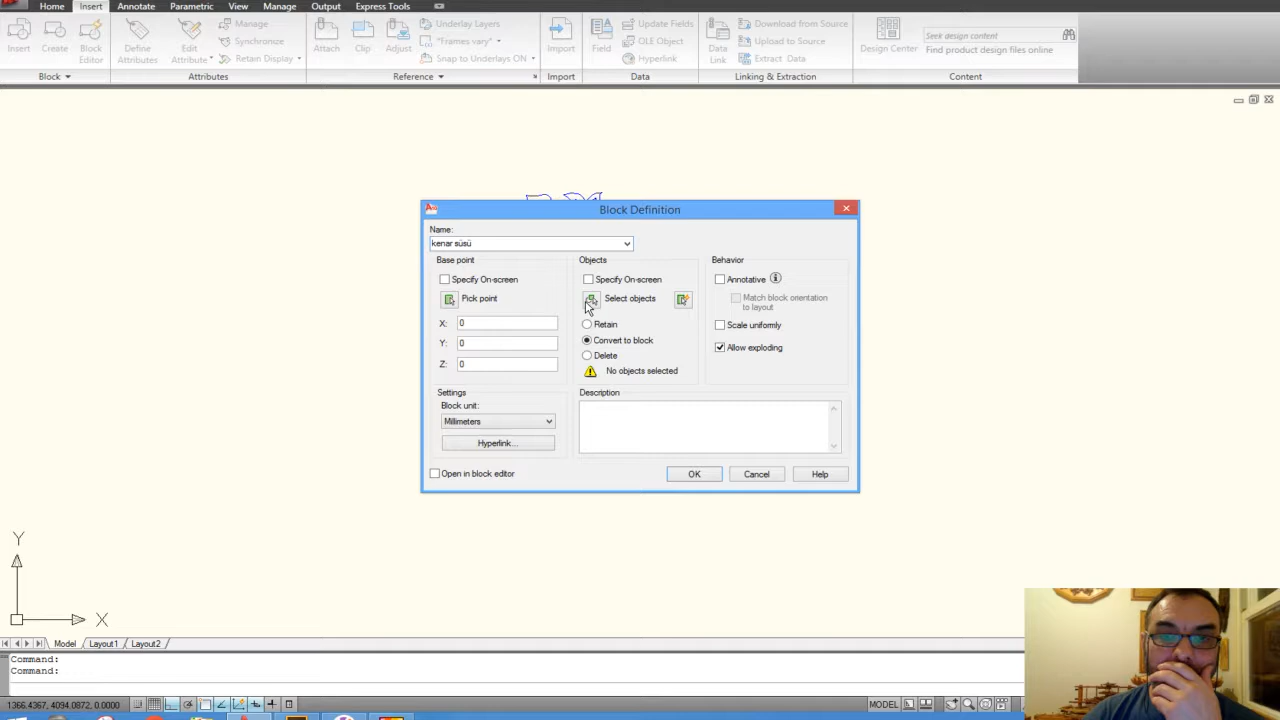 Home Insert Annotate Parametric View Manage Output Express Tools
Insert Create Block Editor
Define Attributes Edit Attribute
Manage
Synchronize
Retain Display
Attach Clip Adjust
Underlay Layers
*Frames vary*
Snap to Underlays ON
Import
Field
Update Fields
OLE Object
Hyperlink
Data Link
Download from Source
Upload to Source
Extract Data
Design Center
Seek design content
Find product design files online
Block Attributes Reference Import Data Linking & Extraction Content
Block Definition
Name:
kenar süsü
Base point
Specify On-screen
Pick point
X: 0
Y: 0
Z: 0
Objects
Specify On-screen
Select objects
Retain
Convert to block
Delete
No objects selected
Behavior
Annotative
Match block orientation
to layout
Scale uniformly
Allow exploding
Settings
Block unit:
Millimeters
Hyperlink...
Description
Open in block editor
OK Cancel Help
Y
X
Model Layout1 Layout2
Command:
Command:
1366.4367, 4094.0872, 0.0000
MODEL